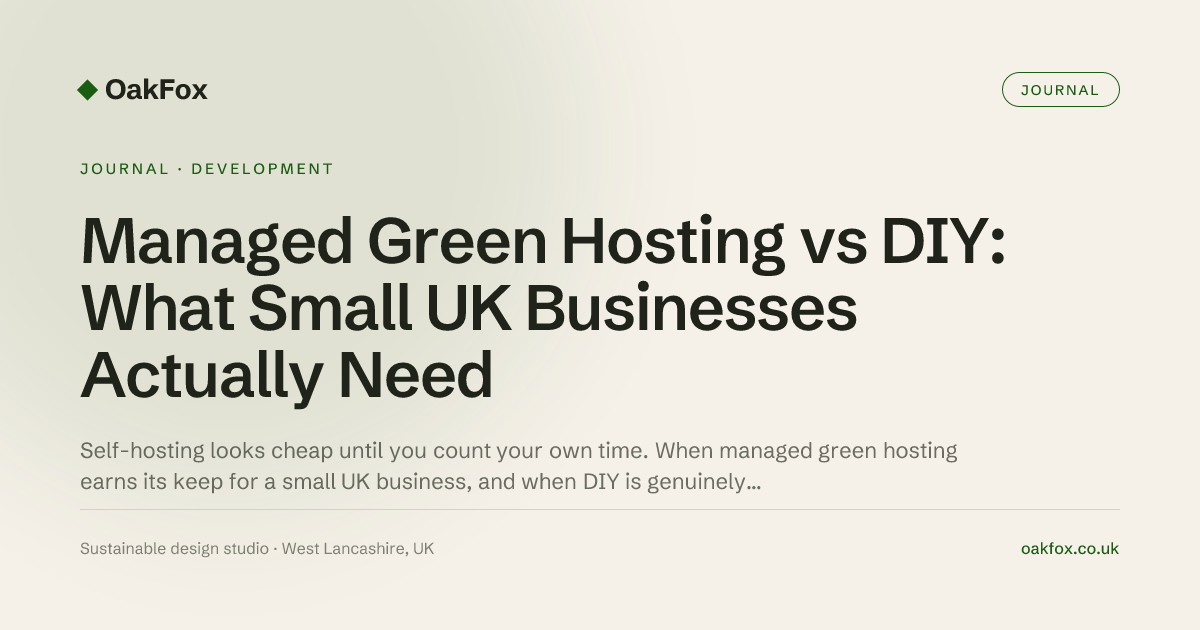 OakFox
JOURNAL
JOURNAL · DEVELOPMENT
Managed Green Hosting vs DIY:
What Small UK Businesses
Actually Need
Self-hosting looks cheap until you count your own time. When managed green hosting
earns its keep for a small UK business, and when DIY is genuinely…
Sustainable design studio · West Lancashire, UK
oakfox.co.uk